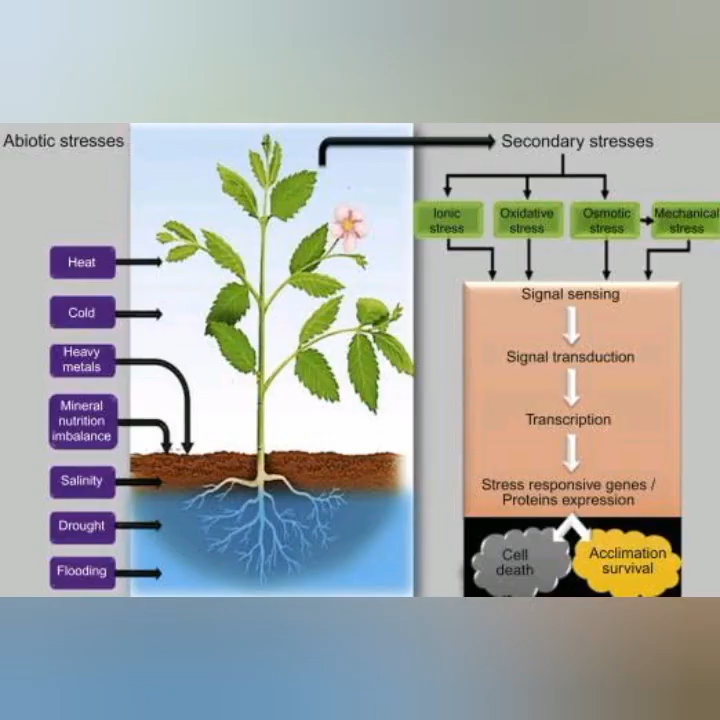 Abiotic stresses
Heat
Cold
Heavy
metals
Mineral
nutrition
imbalance
Salinity
Drought
Flooding
Secondary stresses
Ionic
stress
Oxidative
stress
Osmotic
stress
Mechanical
stress
Signal sensing
Signal transduction
Transcription
Stress responsive genes /
Proteins expression
Cell
death
Acclimation
survival